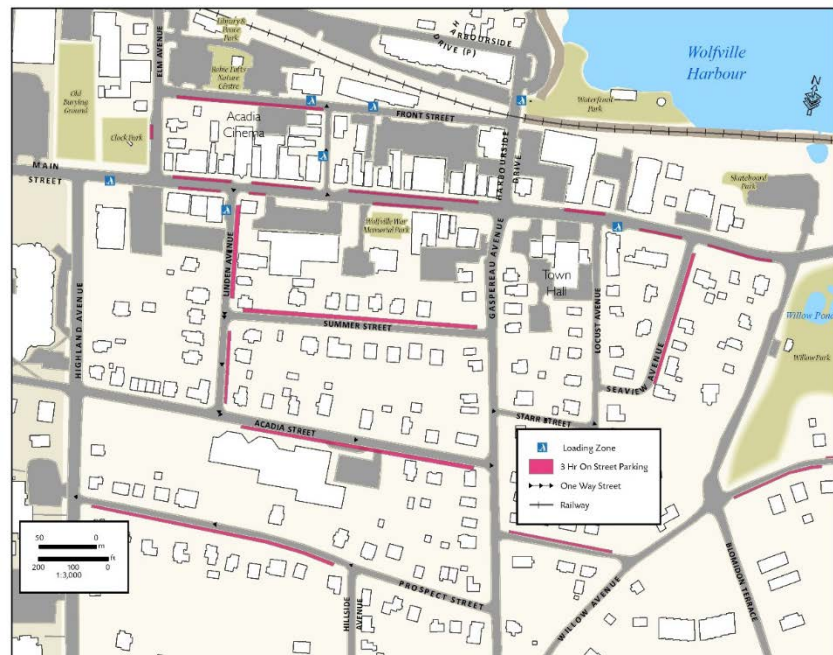 HARBOURSIDE
DRIVE (P)
Library &
Peace
Park
ELM AVENUE
Robie Tufts
Nature
Centre
Wolfville
Harbour
Old
Burying
Ground
Waterfront
Park
Acadia
Cinema
FRONT STREET
Clock Park
MAIN
STREET
HARBOURSIDE
DRIVE
Skateboard
Park
Wolfville War
Memorial Park
LINDEN AVENUE
GASPEREAU AVENUE
Town
Hall
HIGHLAND AVENUE
LOCUST AVENUE
Willow Pond
SUMMER STREET
Willow Park
SEAVIEW AVENUE
STARR STREET
ACADIA STREET
Loading Zone
3 Hr On Street Parking
One Way Street
Railway
50 0
m
ft
200 100 0
1:3,000
PROSPECT STREET
HILLSIDE
AVENUE
WILLOW AVENUE
BLOMIDON TERRACE